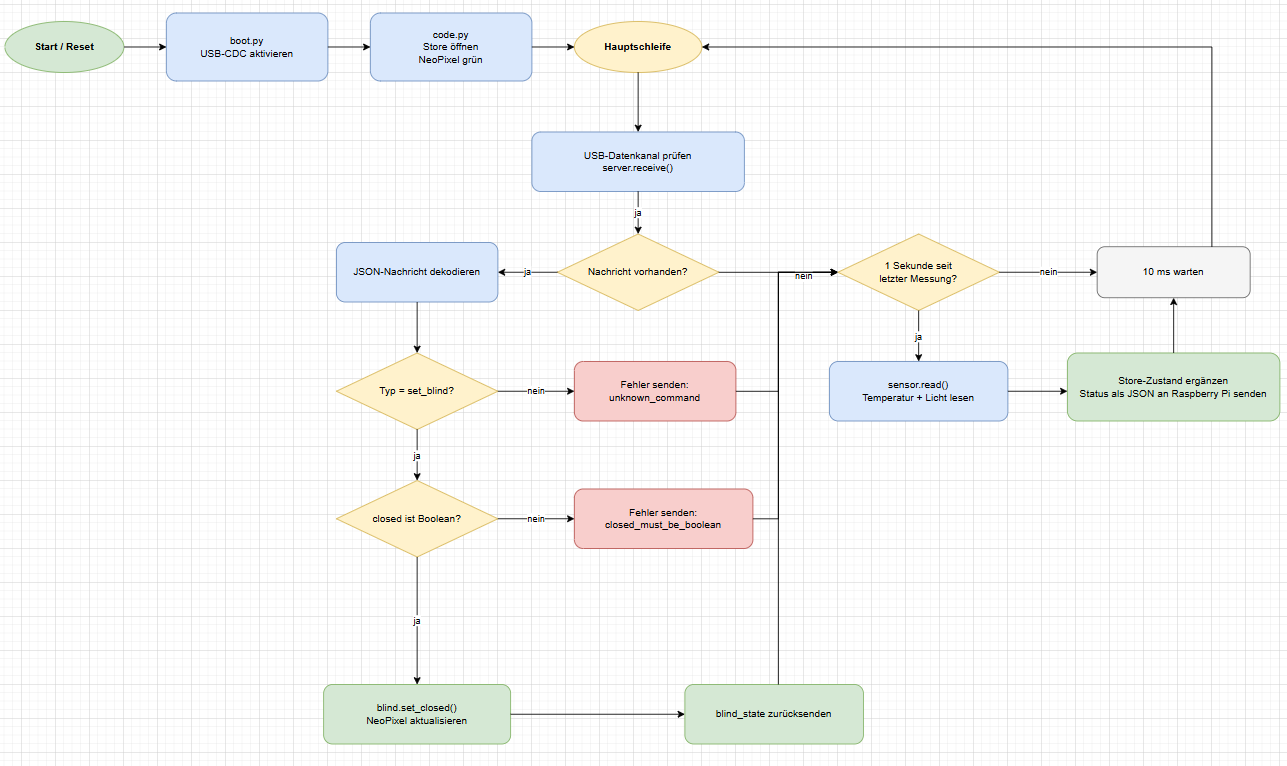 Start / Reset
boot.py
USB-CDC aktivieren
code.py
Store öffnen
NeoPixel grün
Hauptschleife
USB-Datenkanal prüfen
server.receive()
ja
JSON-Nachricht dekodieren
ja
Nachricht vorhanden?
nein
1 Sekunde seit
letzter Messung?
nein
10 ms warten
ja
Typ = set_blind?
nein
Fehler senden:
unknown_command
sensor.read()
Temperatur + Licht lesen
Store-Zustand ergänzen
Status als JSON an Raspberry Pi senden
ja
closed ist Boolean?
nein
Fehler senden:
closed_must_be_boolean
ja
blind.set_closed()
NeoPixel aktualisieren
blind_state zurücksenden